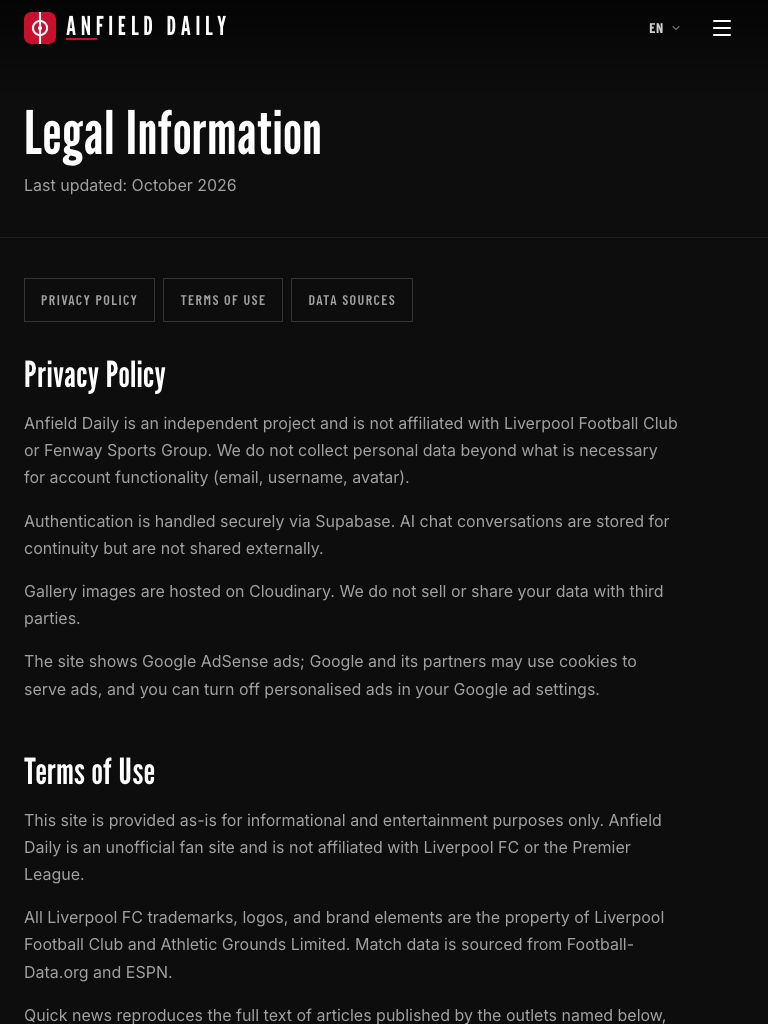 ANFIELD DAILY
EN
Legal Information
Last updated: October 2026
PRIVACY POLICY
TERMS OF USE
DATA SOURCES
Privacy Policy
Anfield Daily is an independent project and is not affiliated with Liverpool Football Club
or Fenway Sports Group. We do not collect personal data beyond what is necessary
for account functionality (email, username, avatar).
Authentication is handled securely via Supabase. AI chat conversations are stored for
continuity but are not shared externally.
Gallery images are hosted on Cloudinary. We do not sell or share your data with third
parties.
The site shows Google AdSense ads; Google and its partners may use cookies to
serve ads, and you can turn off personalised ads in your Google ad settings.
Terms of Use
This site is provided as-is for informational and entertainment purposes only. Anfield
Daily is an unofficial fan site and is not affiliated with Liverpool FC or the Premier
League.
All Liverpool FC trademarks, logos, and brand elements are the property of Liverpool
Football Club and Athletic Grounds Limited. Match data is sourced from Football-
Data.org and ESPN.
Quick news reproduces the full text of articles published by the outlets named below,